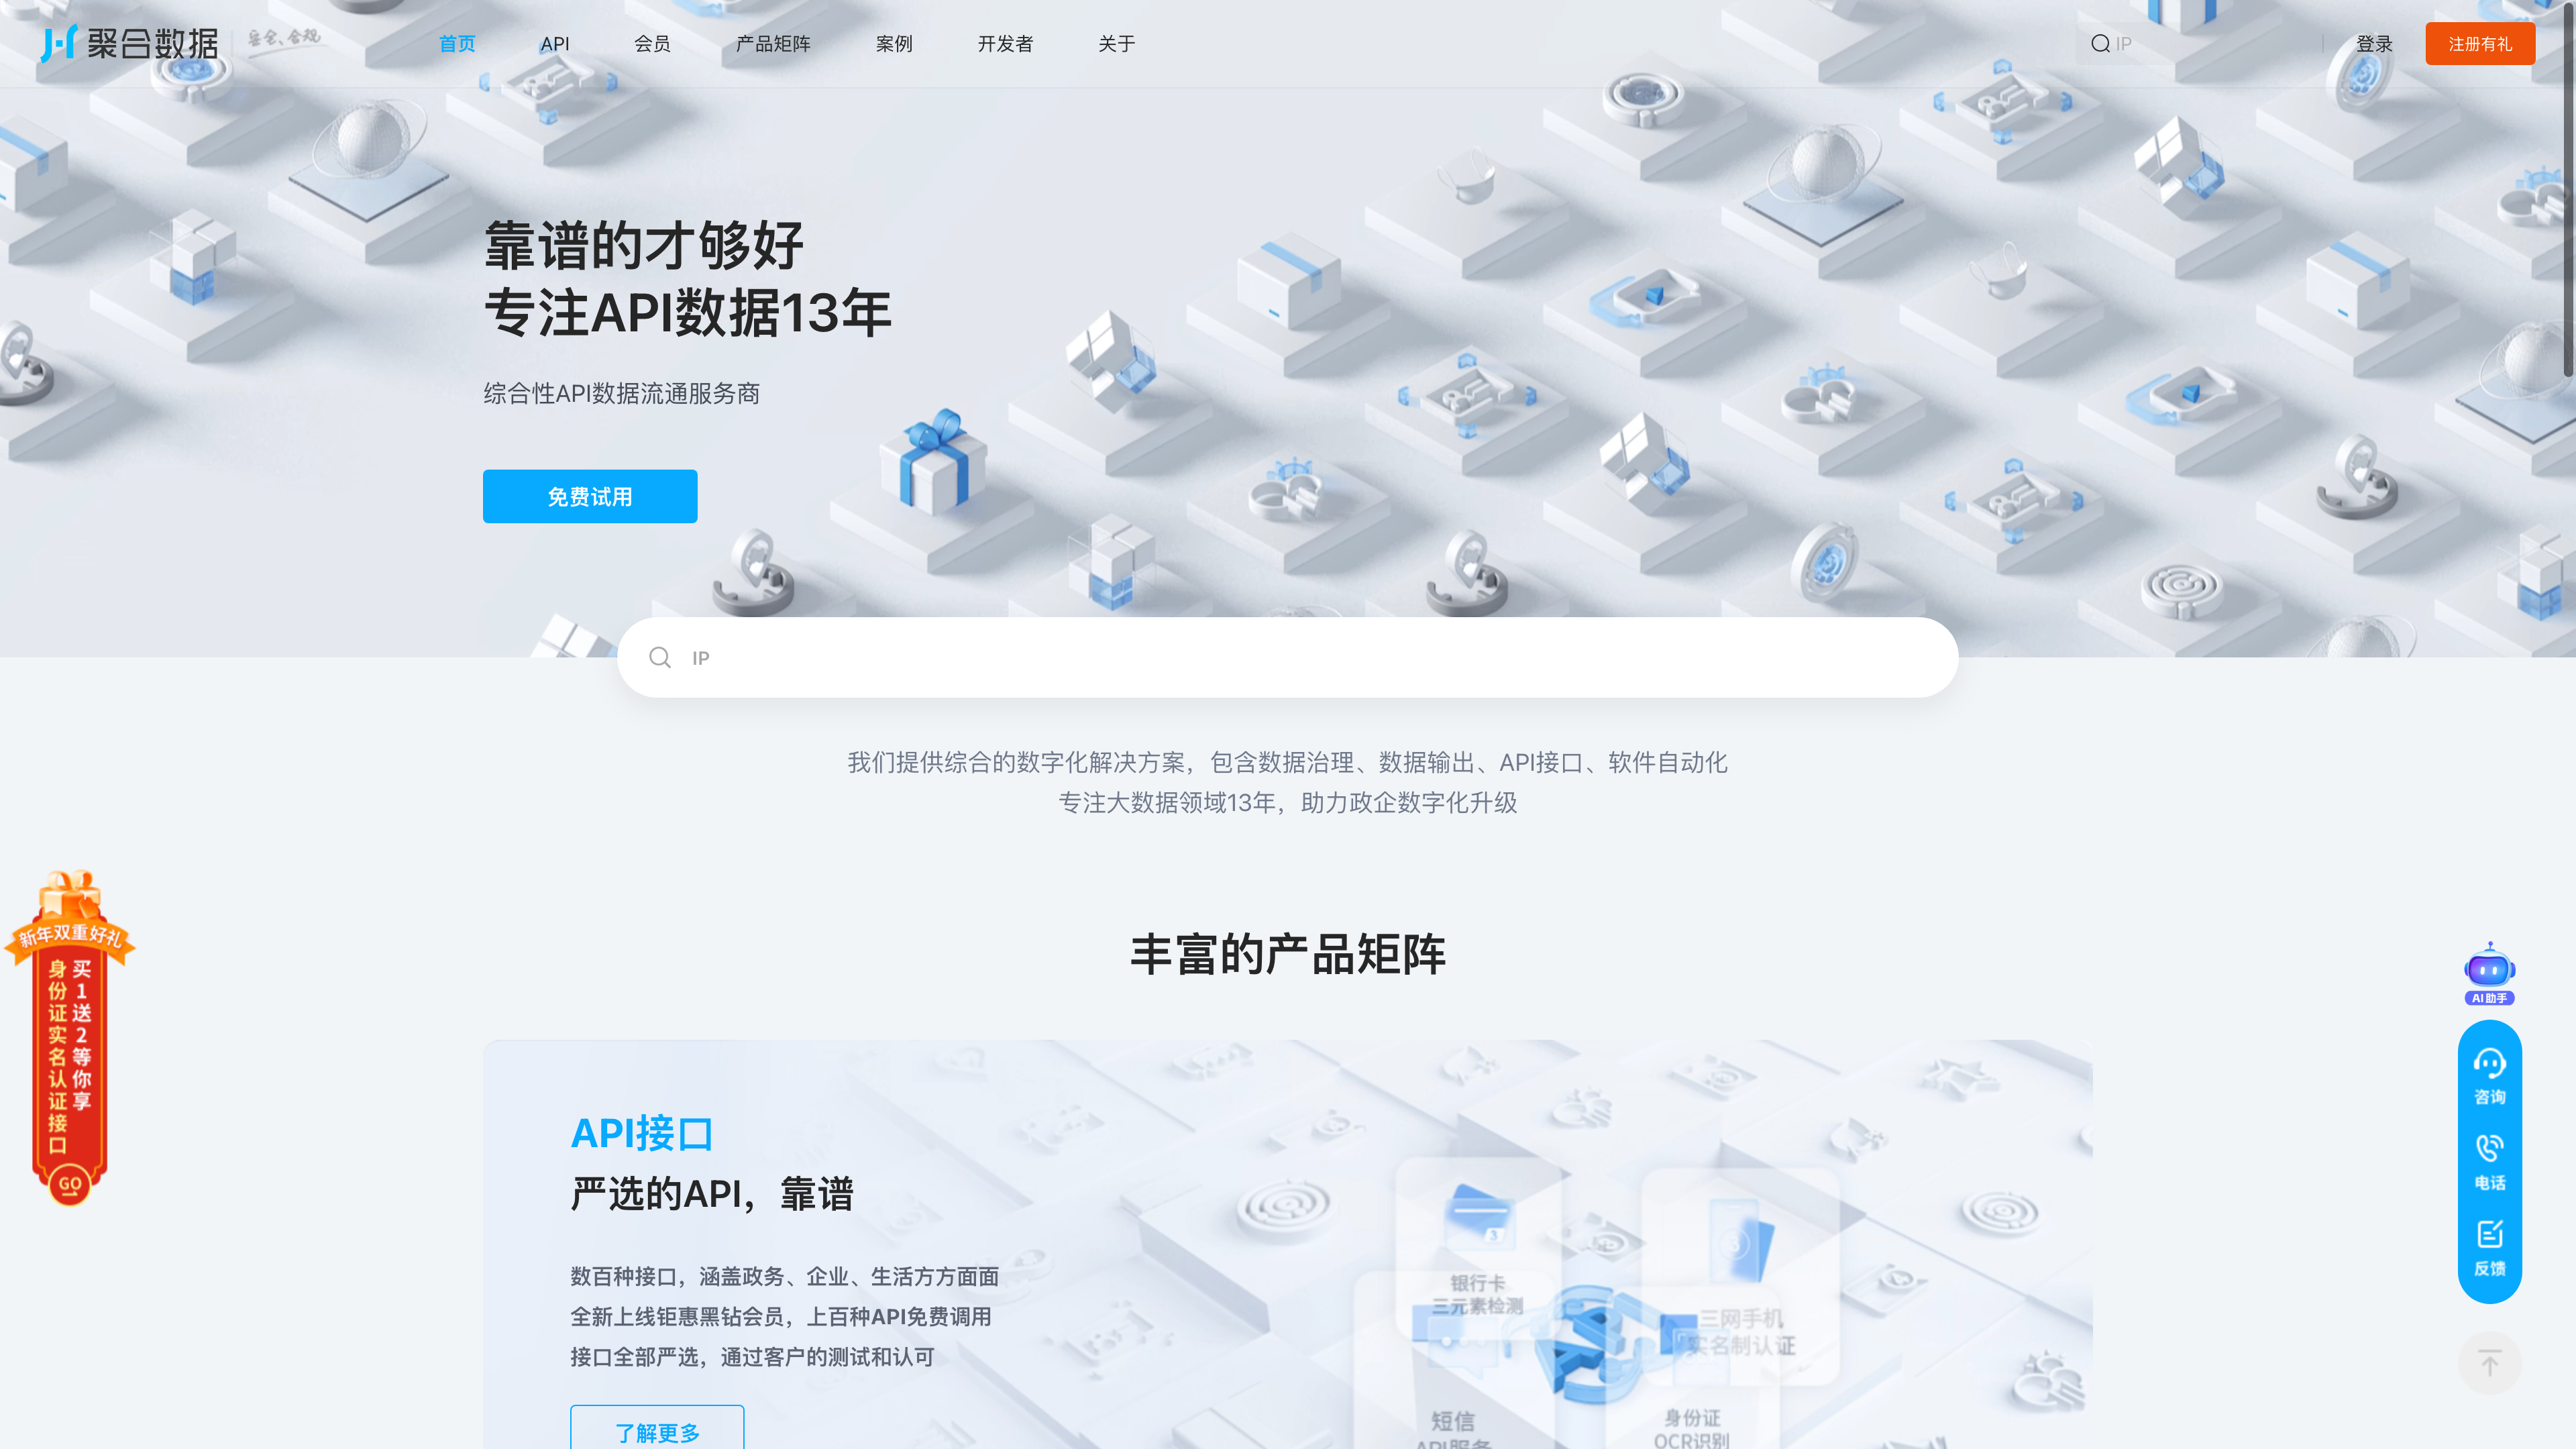 聚合数据
安全、合规
首页
API
会员
产品矩阵
案例
开发者
关于
IP
登录
注册有礼
靠谱的才够好
专注API数据13年
综合性API数据流通服务商
免费试用
IP
我们提供综合的数字化解决方案，包含数据治理、数据输出、API接口、软件自动化
专注大数据领域13年，助力政企数字化升级
新年双重好礼
买1送2等你享
身份证实名认证接口
GO
丰富的产品矩阵
API接口
严选的API，靠谱
数百种接口，涵盖政务、企业、生活方方面面
全新上线钜惠黑钻会员，上百种API免费调用
接口全部严选，通过客户的测试和认可
了解更多
银行卡
三元素检测
三网手机
实名制认证
短信
API服务
身份证
OCR识别
AI助手
咨询
电话
反馈